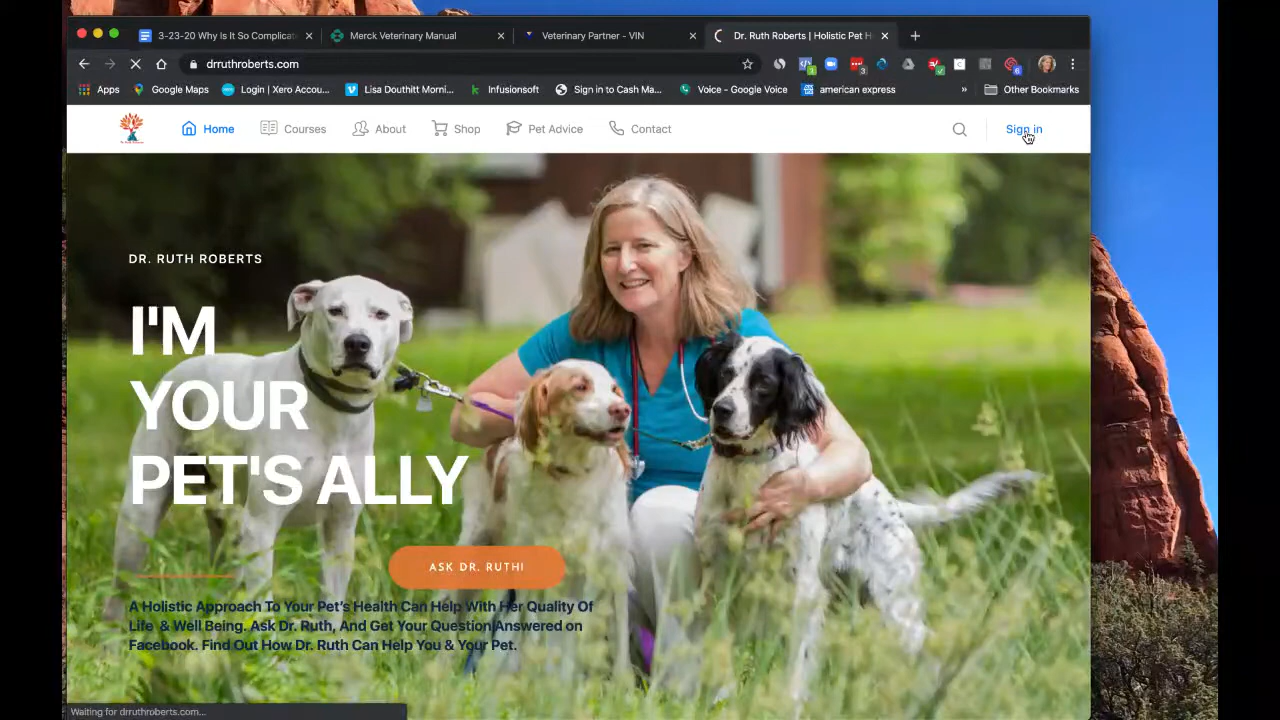 3-23-20 Why Is It So Complicate
Merck Veterinary Manual
Veterinary Partner - VIN
Dr. Ruth Roberts | Holistic Pet H
drruthroberts.com
Apps
Google Maps
Login | Xero Accou...
Lisa Douthitt Morni...
Infusionsoft
Sign in to Cash Ma...
Voice - Google Voice
american express
»
Other Bookmarks
Home
Courses
About
Shop
Pet Advice
Contact
Sign in
DR. RUTH ROBERTS
I'M
YOUR
PET'S ALLY
ASK DR. RUTH!
A Holistic Approach To Your Pet's Health Can Help With Her Quality Of
Life & Well Being. Ask Dr. Ruth, And Get Your Question Answered on
Facebook. Find Out How Dr. Ruth Can Help You & Your Pet.
Waiting for drruthroberts.com...